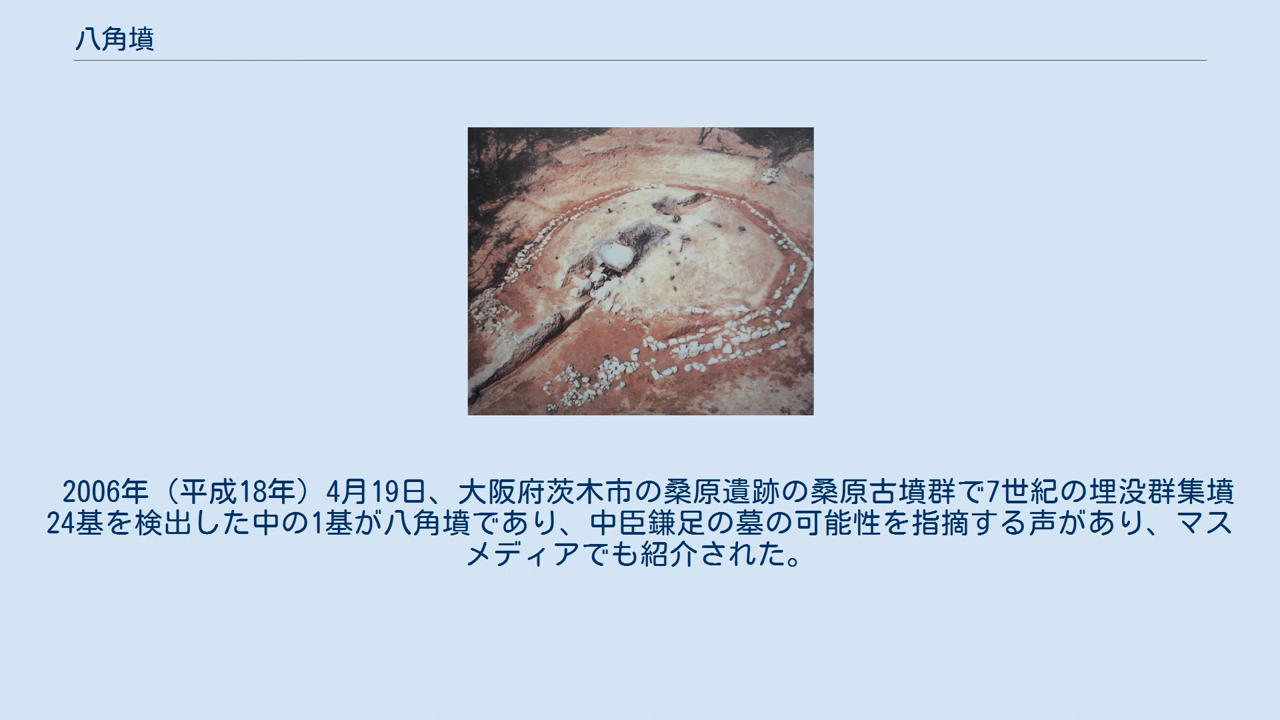 八角墳
2006年（平成18年）4月19日、大阪府茨木市の桑原遺跡の桑原古墳群で7世紀の埋没群集墳
24基を検出した中の1基が八角墳であり、中臣鎌足の墓の可能性を指摘する声があり、マス
メディアでも紹介された。